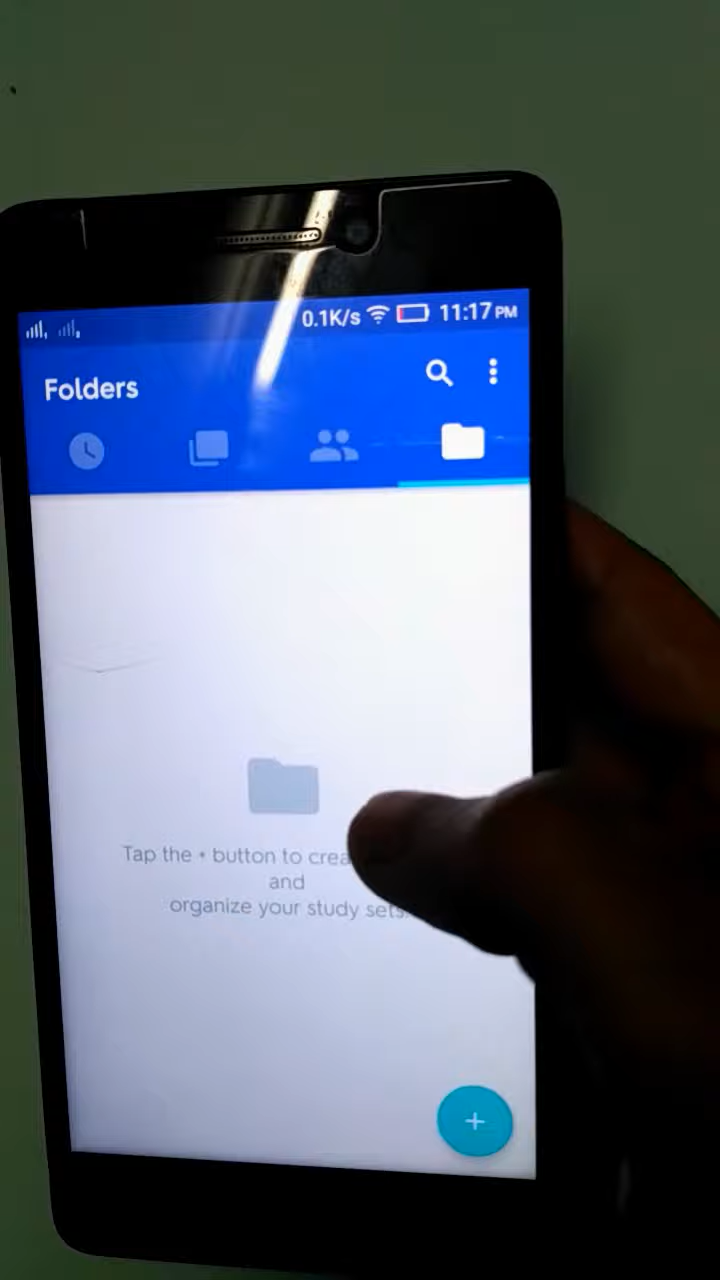 0.1K/s 11:17 PM
Folders
Tap the + button to crea
and
organize your study sets.